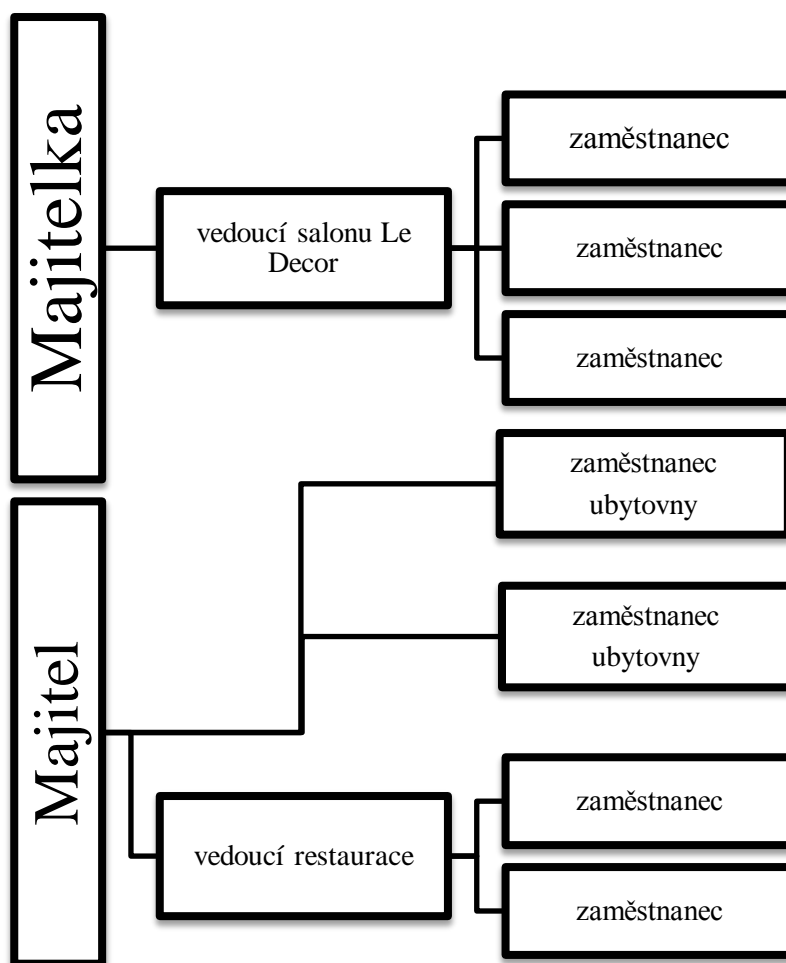 Majitelka
vedoucí salonu Le
Decor
zaměstnanec
zaměstnanec
zaměstnanec
Majitel
zaměstnanec
ubytovny
zaměstnanec
ubytovny
vedoucí restaurace
zaměstnanec
zaměstnanec